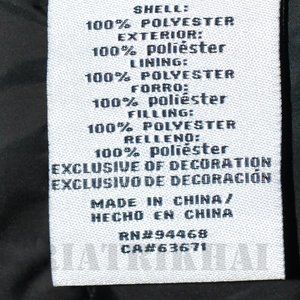 SHELL:
100% POLYESTER
EXTERIOR:
100% poliéster
LINING:
100% POLYESTER
FORRO:
100% poliéster
FILLING:
100% POLYESTER
RELLENO:
100% poliéster
EXCLUSIVE OF DECORATION
EXCLUSIVO DE DECORACIÓN
MADE IN CHINA/
HECHO EN CHINA
RN#94468
CA#63671